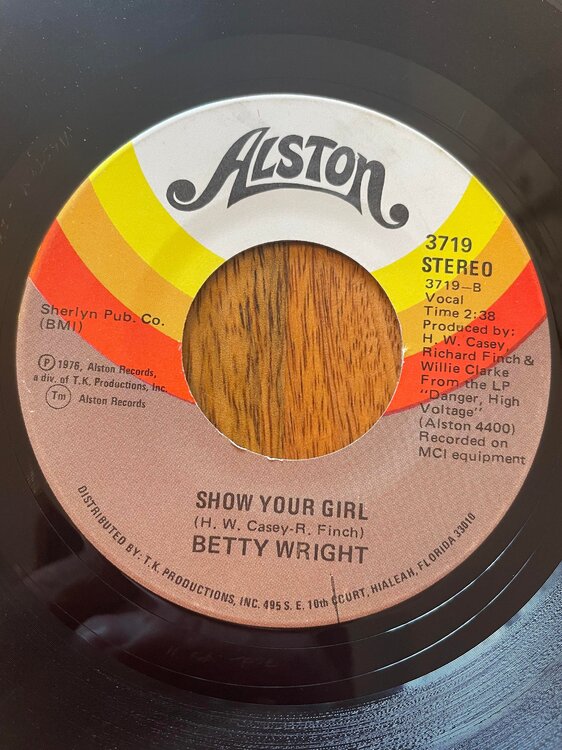 ALSTON
3719
STEREO
3719-B
Vocal
Time 2:38
Produced by:
H. W. Casey,
Richard Finch &
Willie Clarke
From the LP
"Danger, High
Voltage"
(Alston 4400)
Recorded on
MCI equipment
Sherlyn Pub. Co.
(BMI)
Ⓟ 1976, Alston Records,
a div. of T.K. Productions, Inc.
Tm Alston Records
SHOW YOUR GIRL
(H. W. Casey-R. Finch)
BETTY WRIGHT
DISTRIBUTED BY: T.K. PRODUCTIONS, INC. 495 S.E. 10th COURT, HIALEAH, FLORIDA 33010